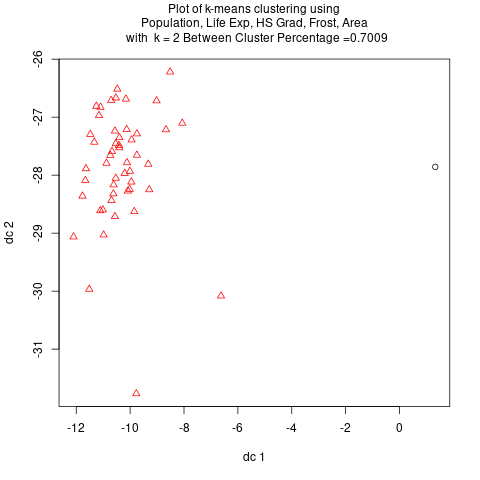 Plot of k-means clustering using
Population, Life Exp, HS Grad, Frost, Area
with k = 2 Between Cluster Percentage =0.7009
-26
-27
-28
-29
-30
-31
dc 2
-12
-10
-8
-6
-4
-2
0
dc 1